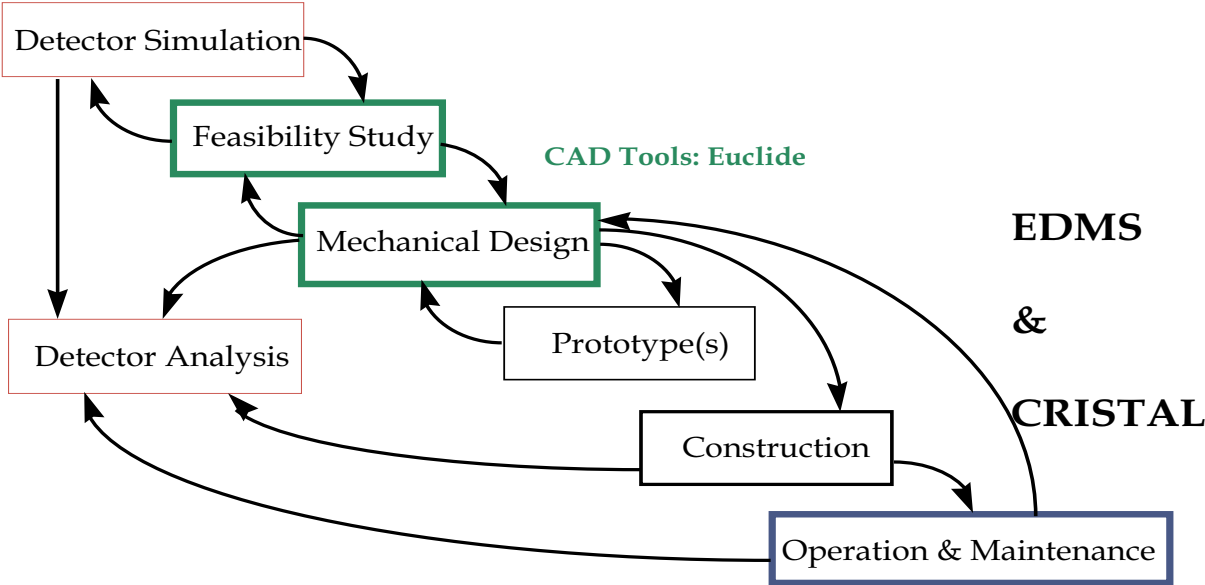 Detector Simulation
Feasibility Study
CAD Tools: Euclide
EDMS
Mechanical Design
&
Prototype(s)
Detector Analysis
CRISTAL
Construction
Operation & Maintenance